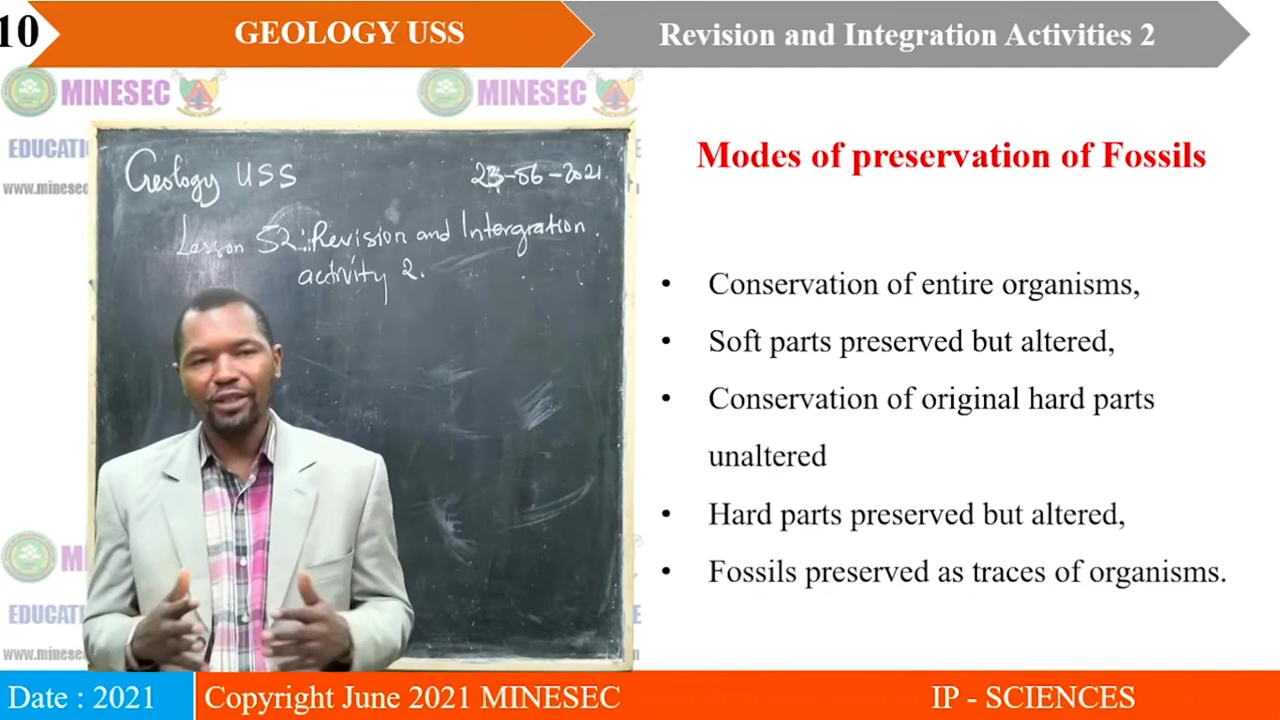 10
GEOLOGY USS
Revision and Integration Activities 2
MINESEC
MINESEC
EDUCATI
www.minesec
Geology USS
23-06-2021.
Lesson 52: Revision and Intergration
activity 2.
Modes of preservation of Fossils
• Conservation of entire organisms,
• Soft parts preserved but altered,
• Conservation of original hard parts
unaltered
• Hard parts preserved but altered,
• Fossils preserved as traces of organisms.
M
EDUCATI
www.minesec
Date : 2021
Copyright June 2021 MINESEC
IP - SCIENCES